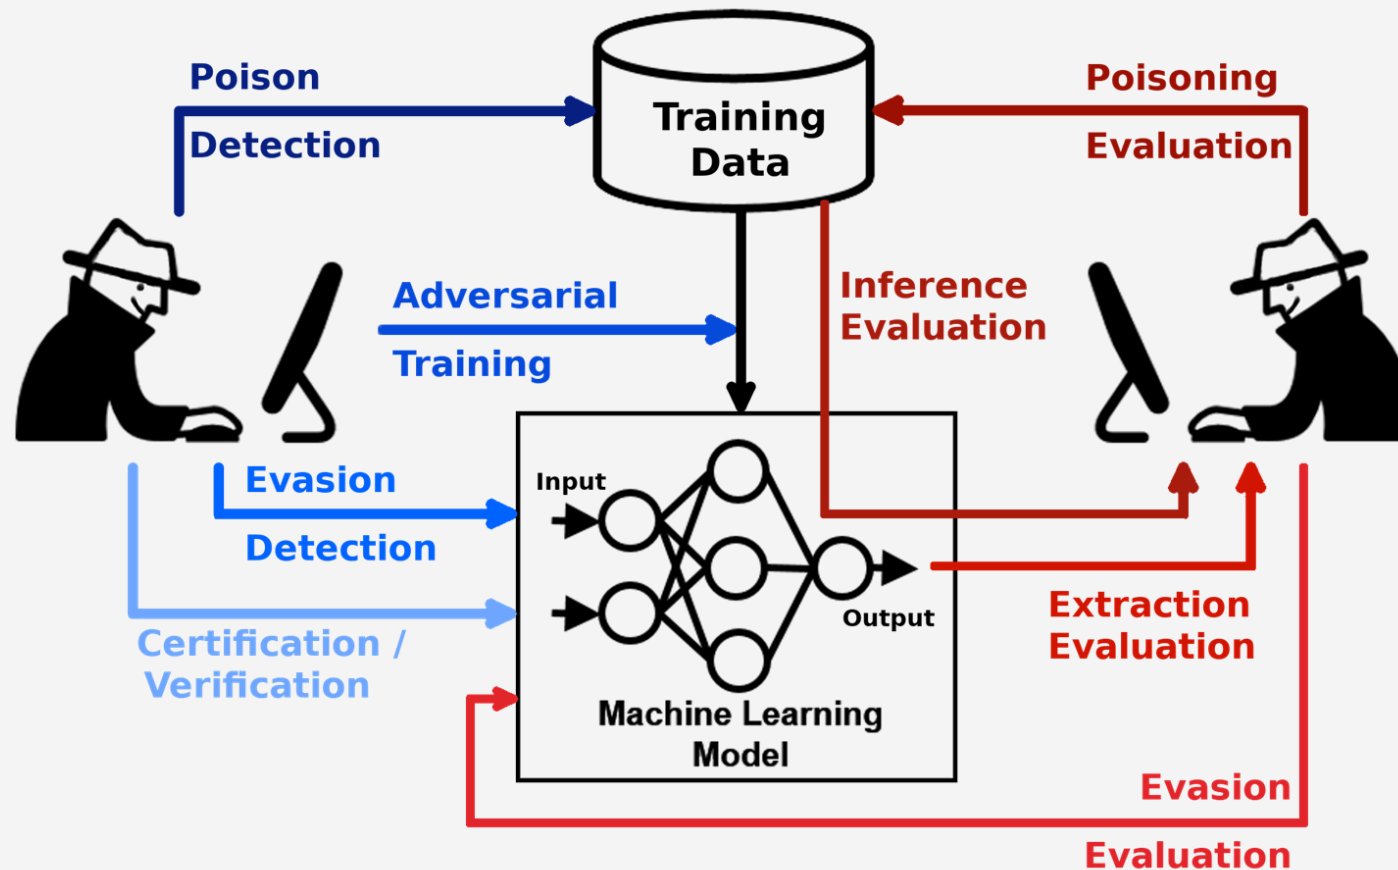 Poison
Detection
Training
Data
Poisoning
Evaluation
Adversarial
Training
Inference
Evaluation
Evasion
Detection
Certification /
Verification
Input
Output
Machine Learning
Model
Extraction
Evaluation
Evasion
Evaluation